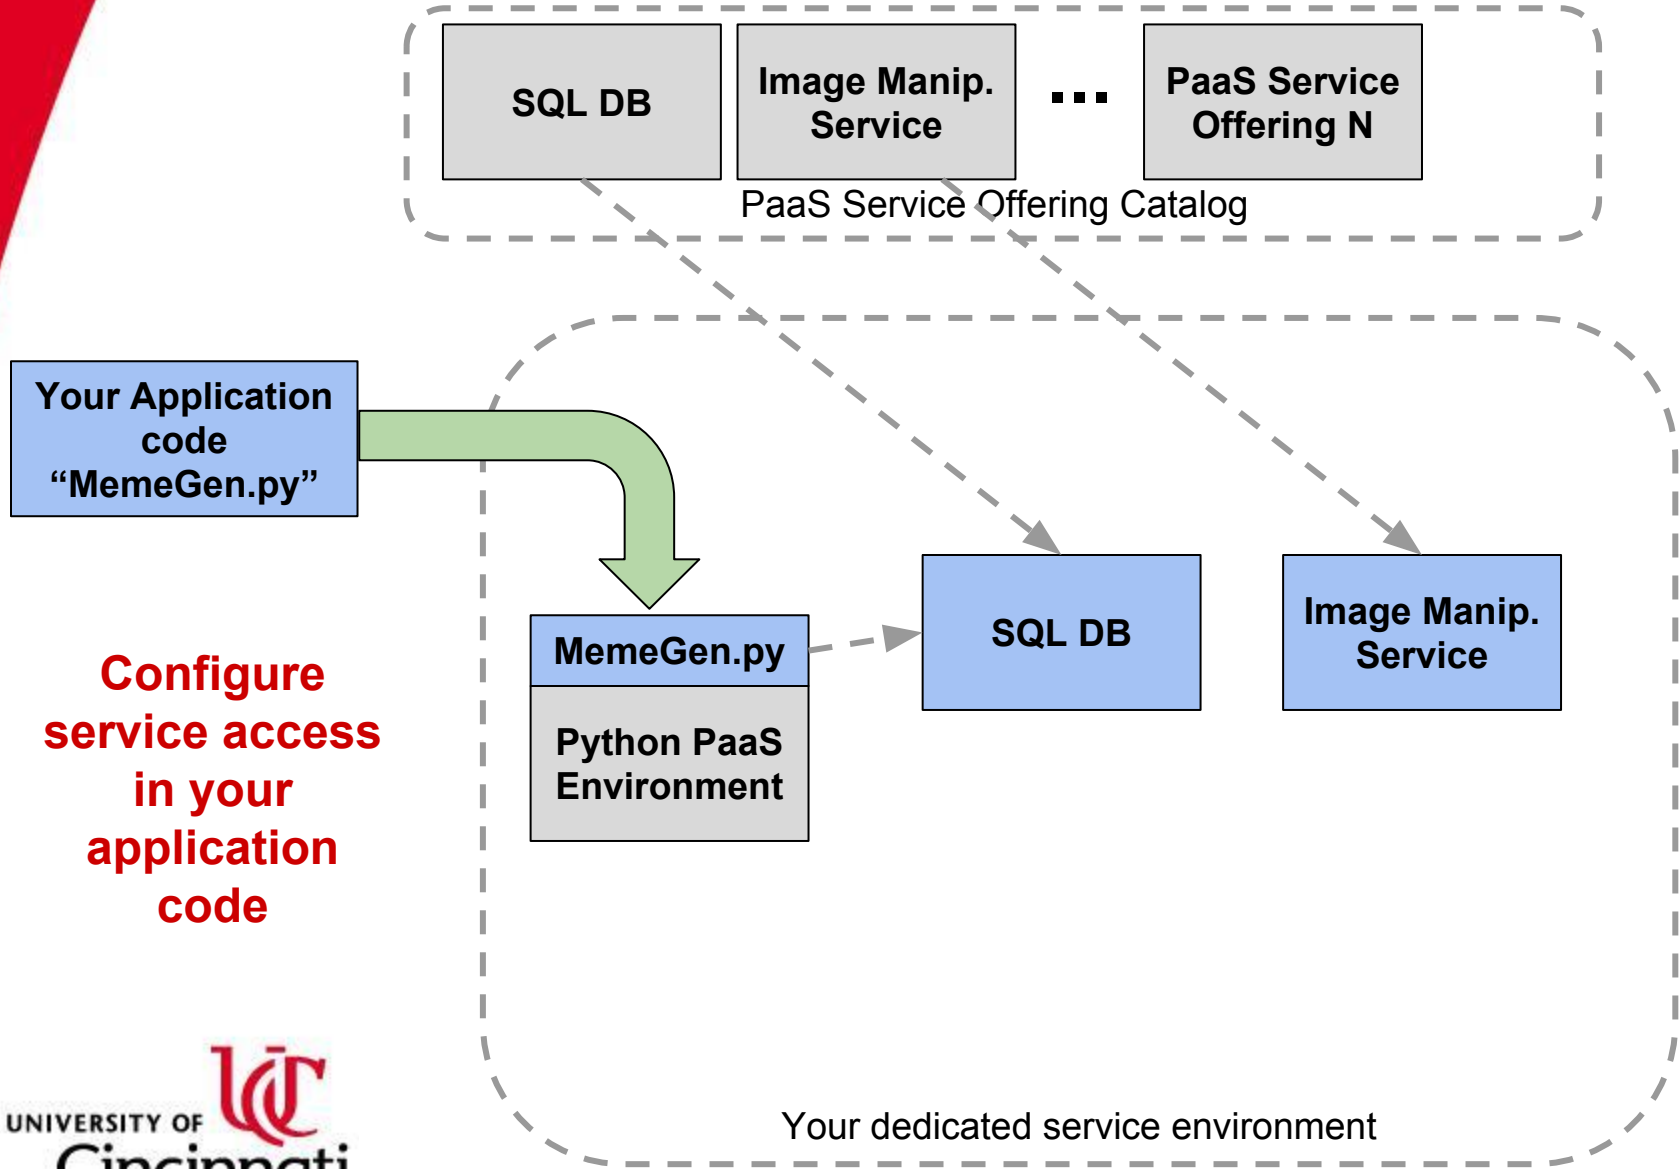 SQL DB
Image Manip.
Service
...
PaaS Service
Offering N
PaaS Service Offering Catalog
Your Application
code
“MemeGen.py”
MemeGen.py
Python PaaS
Environment
SQL DB
Image Manip.
Service
Configure
service access
in your
application
code
Your dedicated service environment
UC
UNIVERSITY OF
Cincinnati